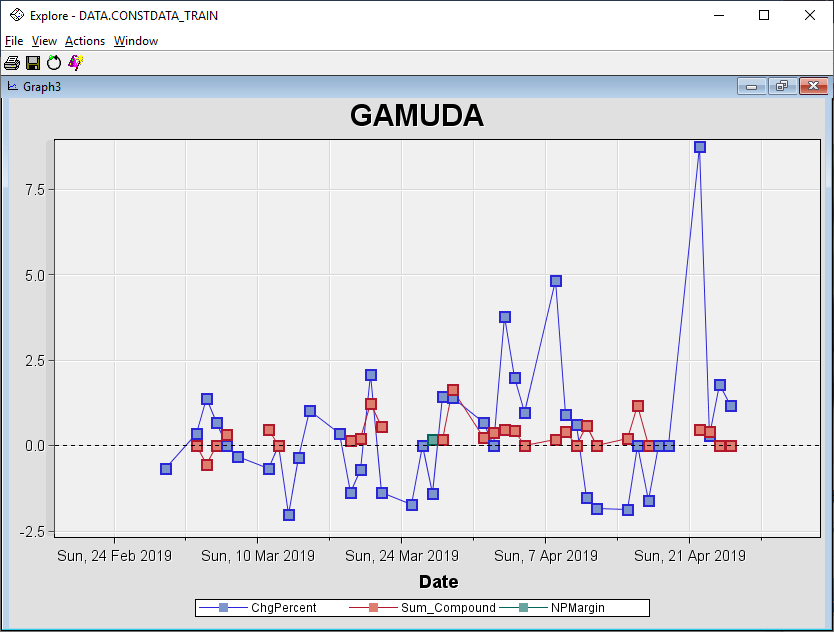 Explore - DATA.CONSTDATA_TRAIN
File View Actions Window
Graph3
GAMUDA
7.5
5.0
2.5
0.0
-2.5
Sun, 24 Feb 2019 Sun, 10 Mar 2019 Sun, 24 Mar 2019 Sun, 7 Apr 2019 Sun, 21 Apr 2019
Date
ChgPercent Sum_Compound NPMargin